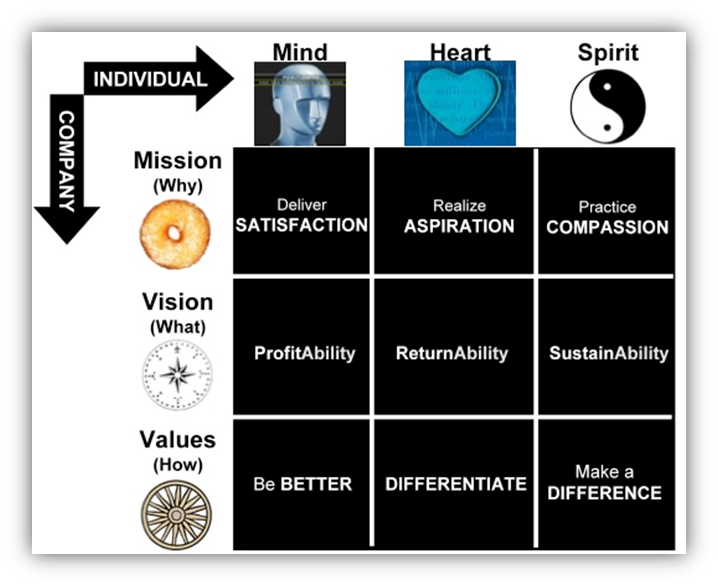 Mind Heart Spirit
INDIVIDUAL
COMPANY
Mission
(Why)
Deliver
SATISFACTION
Realize
ASPIRATION
Practice
COMPASSION
Vision
(What)
ProfitAbility
ReturnAbility
SustainAbility
Values
(How)
Be BETTER
DIFFERENTIATE
Make a
DIFFERENCE